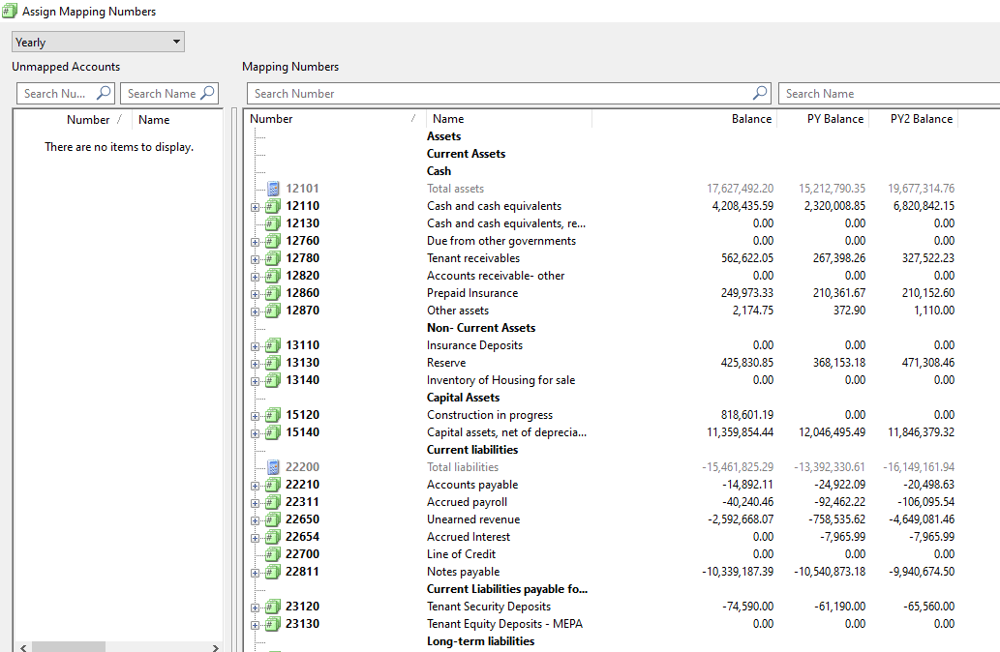 Assign Mapping Numbers
Yearly
Unmapped Accounts
Mapping Numbers
Search Nu...
Search Name
Search Number
Search Name
Number / Name
There are no items to display.
Number / Name Balance PY Balance PY2 Balance
Assets
Current Assets
Cash
12101 Total assets 17,627,492.20 15,212,790.35 19,677,314.76
12110 Cash and cash equivalents 4,208,435.59 2,320,008.85 6,820,842.15
12130 Cash and cash equivalents, re... 0.00 0.00 0.00
12760 Due from other governments 0.00 0.00 0.00
12780 Tenant receivables 562,622.05 267,398.26 327,522.23
12820 Accounts receivable- other 0.00 0.00 0.00
12860 Prepaid Insurance 249,973.33 210,361.67 210,152.60
12870 Other assets 2,174.75 372.90 1,110.00
Non- Current Assets
13110 Insurance Deposits 0.00 0.00 0.00
13130 Reserve 425,830.85 368,153.18 471,308.46
13140 Inventory of Housing for sale 0.00 0.00 0.00
Capital Assets
15120 Construction in progress 818,601.19 0.00 0.00
15140 Capital assets, net of deprecia... 11,359,854.44 12,046,495.49 11,846,379.32
Current liabilities
22200 Total liabilities -15,461,825.29 -13,392,330.61 -16,149,161.94
22210 Accounts payable -14,892.11 -24,922.09 -20,498.63
22311 Accrued payroll -40,240.46 -92,462.22 -106,095.54
22650 Unearned revenue -2,592,668.07 -758,535.62 -4,649,081.46
22654 Accrued Interest 0.00 -7,965.99 -7,965.99
22700 Line of Credit 0.00 0.00 0.00
22811 Notes payable -10,339,187.39 -10,540,873.18 -9,940,674.50
Current Liabilities payable fo...
23120 Tenant Security Deposits -74,590.00 -61,190.00 -65,560.00
23130 Tenant Equity Deposits - MEPA 0.00 0.00 0.00
Long-term liabilities